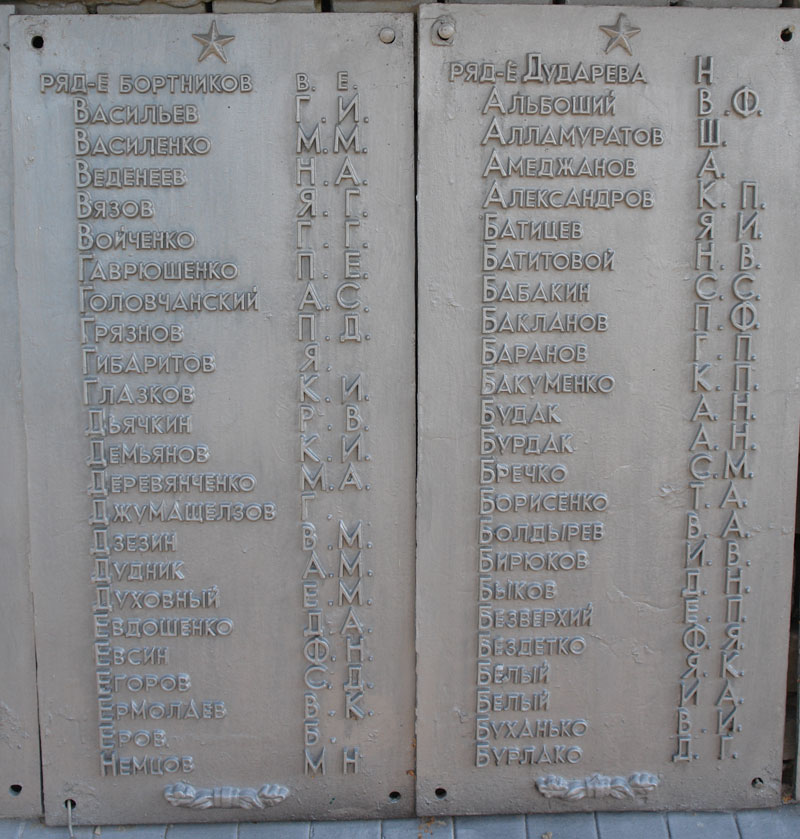 РЯД-Е БОРТНИКОВ В. Е.
ВАСИЛЬЕВ Г. И.
ВАСИЛЕНКО М. М.
ВЕДЕНЕЕВ Н. А.
ВЯЗОВ Я. Г.
ВОЙЧЕНКО Г. Г.
ГАВРЮШЕНКО П. Е.
ГОЛОВЧАНСКИЙ А. С.
ГРЯЗНОВ П. Д.
ГИБАРИТОВ Я.
ГЛАЗКОВ К. И.
ДЬЯЧКИН Р. В.
ДЕМЬЯНОВ К. И.
ДЕРЕВЯНЧЕНКО М. А.
ДЖУМАЩЕЛЗОВ Г.
ДЗЕЗИН В. М.
ДУДНИК А. М.
ДУХОВНЫЙ Е. М.
ЕВДОШЕНКО Д. А.
ЕВСИН Ф. Н.
ЕГОРОВ С. Д.
ЕРМОЛАЕВ В. К.
ЕРОВ Б.
НЕМЦОВ М Н
РЯД-Е ДУДАРЕВА Н
АЛЬБОЩИЙ В. Ф.
АЛЛАМУРАТОВ Ш.
АМЕДЖАНОВ А.
АЛЕКСАНДРОВ К. П.
БАТИЦЕВ Я. И.
БАТИТОВОЙ Н. В.
БАБАКИН С. С.
БАКЛАНОВ П. Ф.
БАРАНОВ Г. П.
БАКУМЕНКО К. П.
БУДАК А. Н.
БУРДАК А. Н.
БРЕЧКО С. М.
БОРИСЕНКО Т. А.
БОЛДЫРЕВ В. А.
БИРЮКОВ И. В.
БЫКОВ Д. Н.
БЕЗВЕРХИЙ Е. П.
БЕЗДЕТКО Ф. Я.
БЕЛЫЙ Я. К.
БЕЛЫЙ И. А.
БУХАНЬКО В. И.
БУРЛАКО Д. Г.